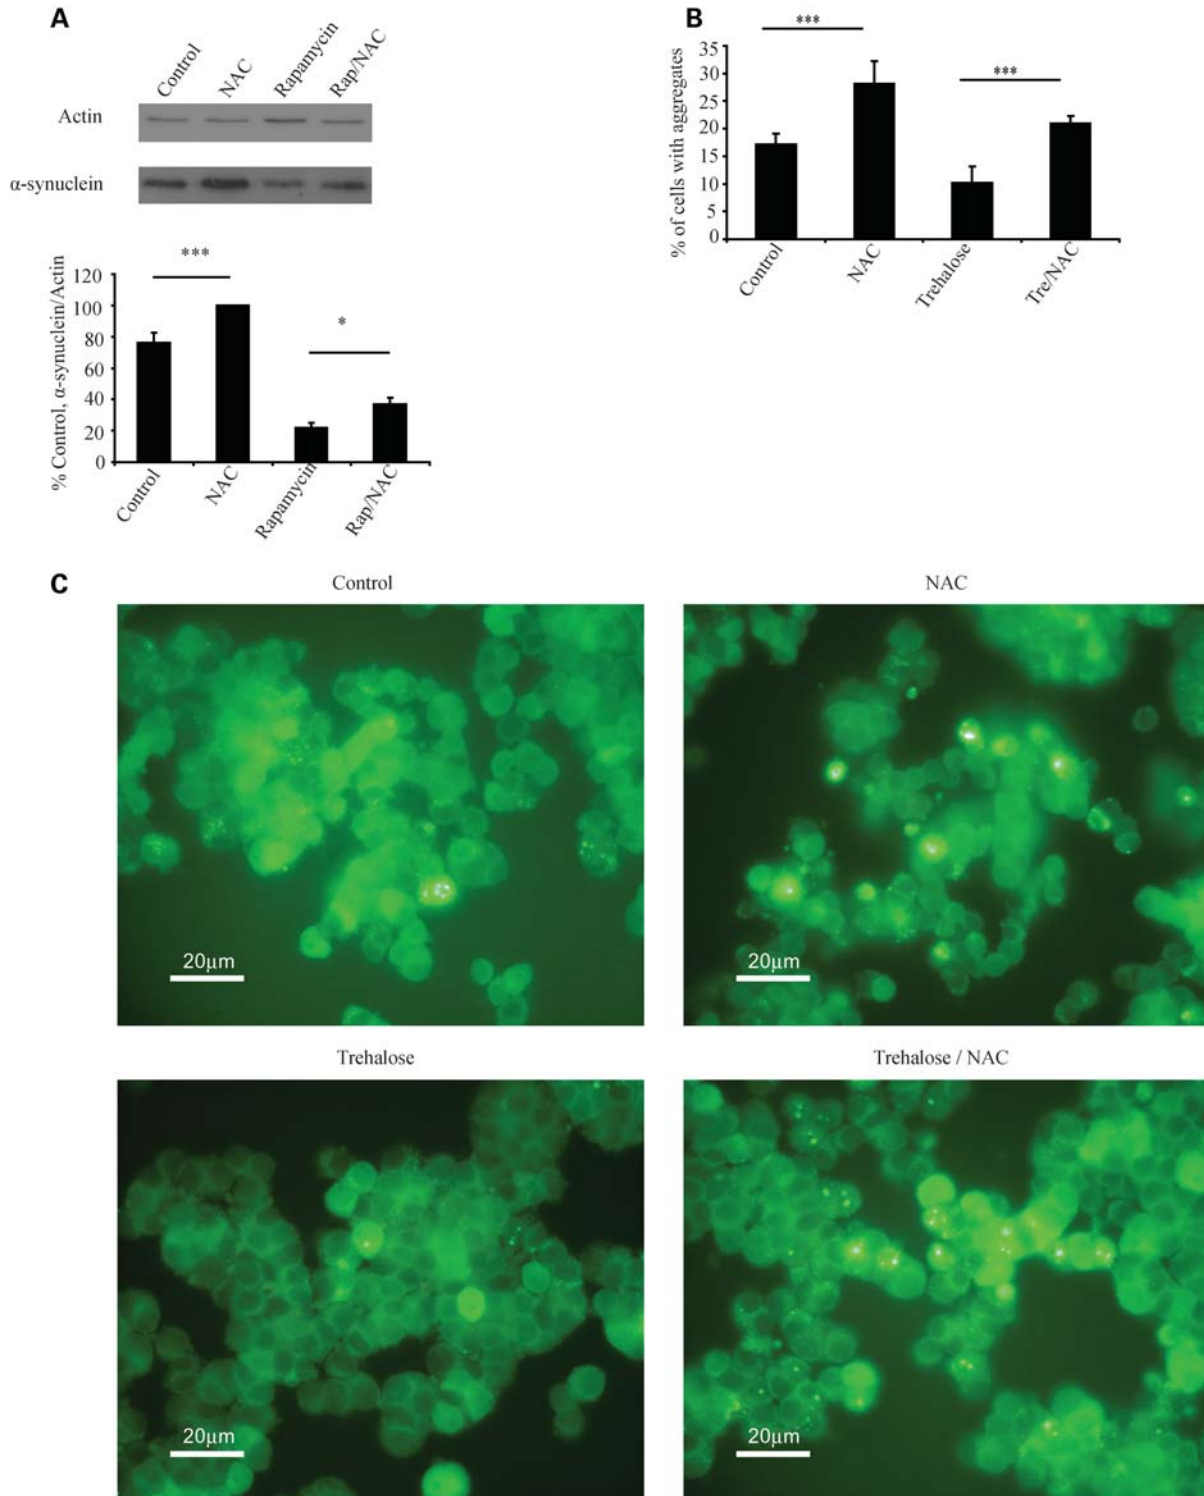 A
Control
NAC
Rapamycin
Rap/NAC
Actin
α-synuclein
% Control, α-synuclein/Actin
120
100
80
60
40
20
0
***
*
Control
NAC
Rapamycin
Rap/NAC
B
% of cells with aggregates
35
30
25
20
15
10
5
0
***
***
Control
NAC
Trehalose
Tre/NAC
C
Control
NAC
20μm
20μm
Trehalose
Trehalose / NAC
20μm
20μm